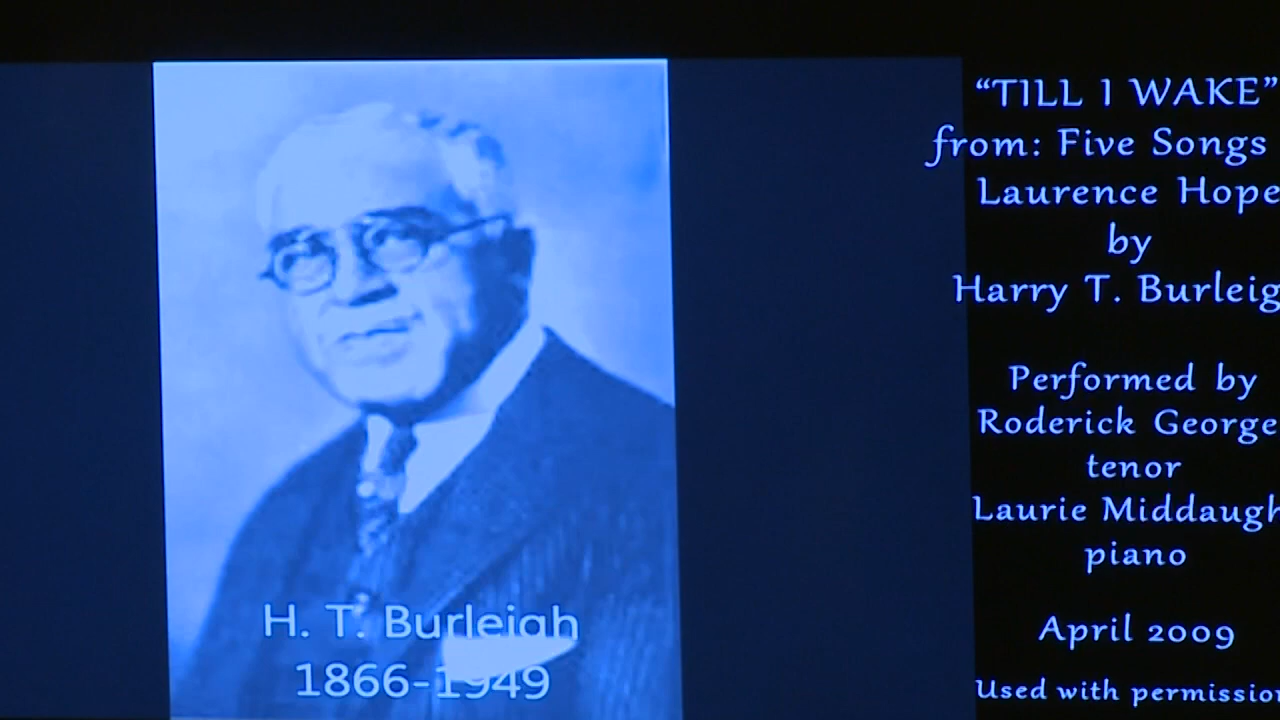 H. T. Burleigh
1866-1949
“TILL I WAKE”
from: Five Songs
Laurence Hope
by
Harry T. Burleig
Performed by
Roderick George
tenor
Laurie Middaugh
piano
April 2009
Used with permission